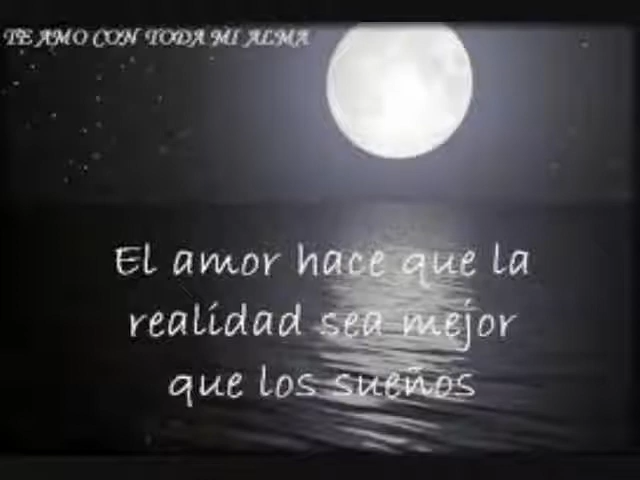 TE AMO CON TODA MI ALMA
El amor hace que la
realidad sea mejor
que los sueños